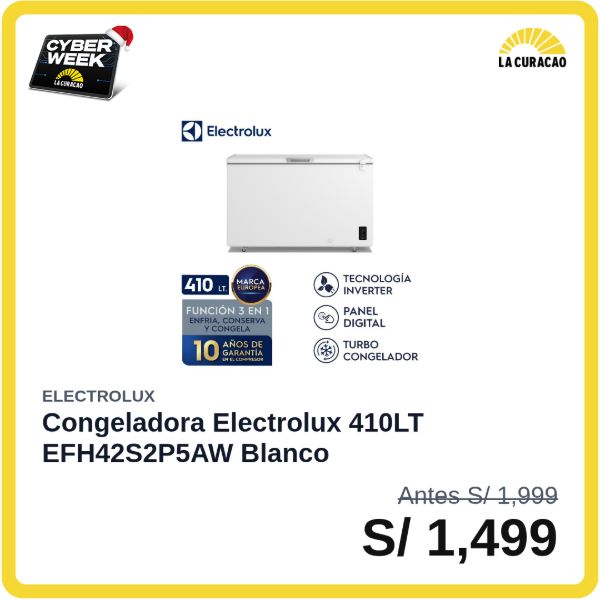 CYBER
WEEK
LA CURACAO
LA CURACAO
Electrolux
410 LT.
MARCA
EUROPEA
FUNCIÓN 3 EN 1
ENFRIA, CONSERVA
Y CONGELA
10 AÑOS DE
GARANTÍA
EN EL COMPRESOR
TECNOLOGÍA
INVERTER
PANEL
DIGITAL
TURBO
CONGELADOR
ELECTROLUX
Congeladora Electrolux 410LT
EFH42S2P5AW Blanco
Antes S/ 1,999
S/ 1,499